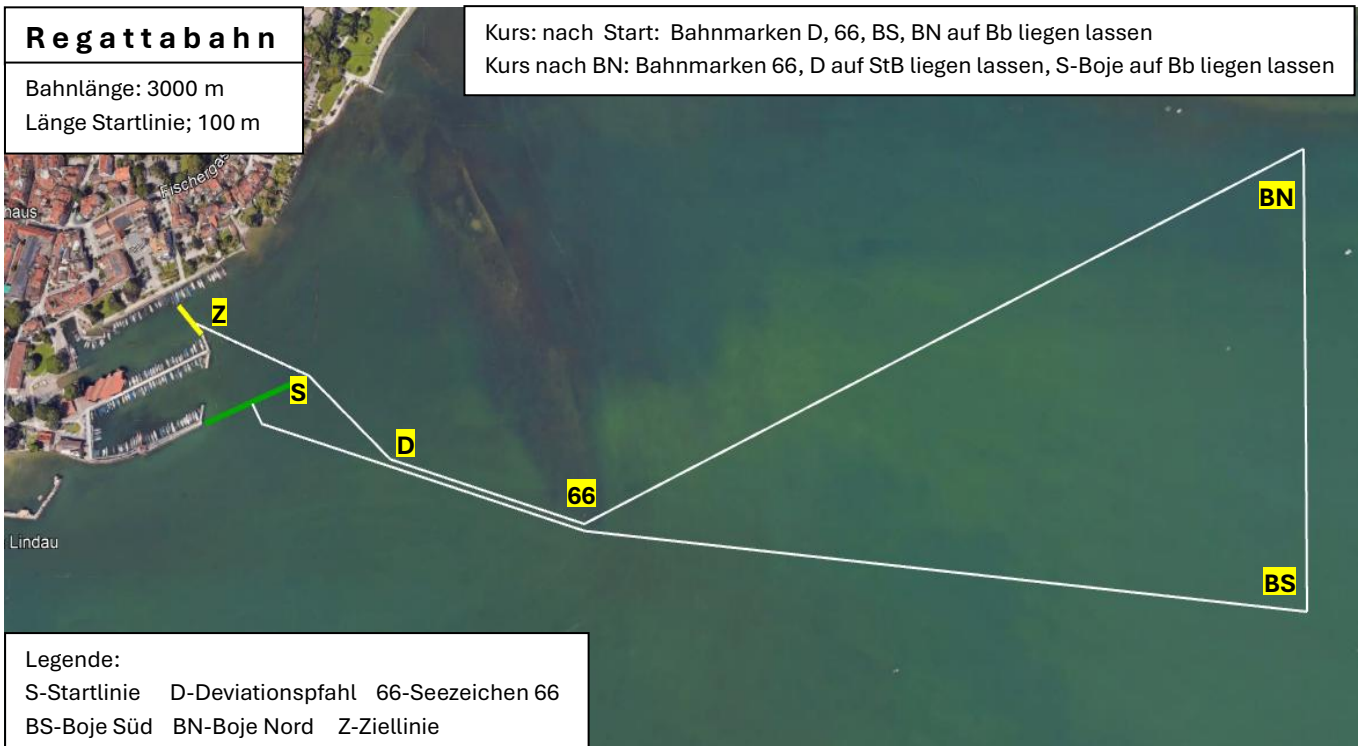 Regattabahn
Bahnlänge: 3000 m
Länge Startlinie; 100 m
Kurs: nach Start: Bahnmarken D, 66, BS, BN auf Bb liegen lassen
Kurs nach BN: Bahnmarken 66, D auf StB liegen lassen, S-Boje auf Bb liegen lassen
Fischergas
haus
BN
Z
S
D
66
Lindau
BS
Legende:
S-Startlinie D-Deviationspfahl 66-Seezeichen 66
BS-Boje Süd BN-Boje Nord Z-Ziellinie